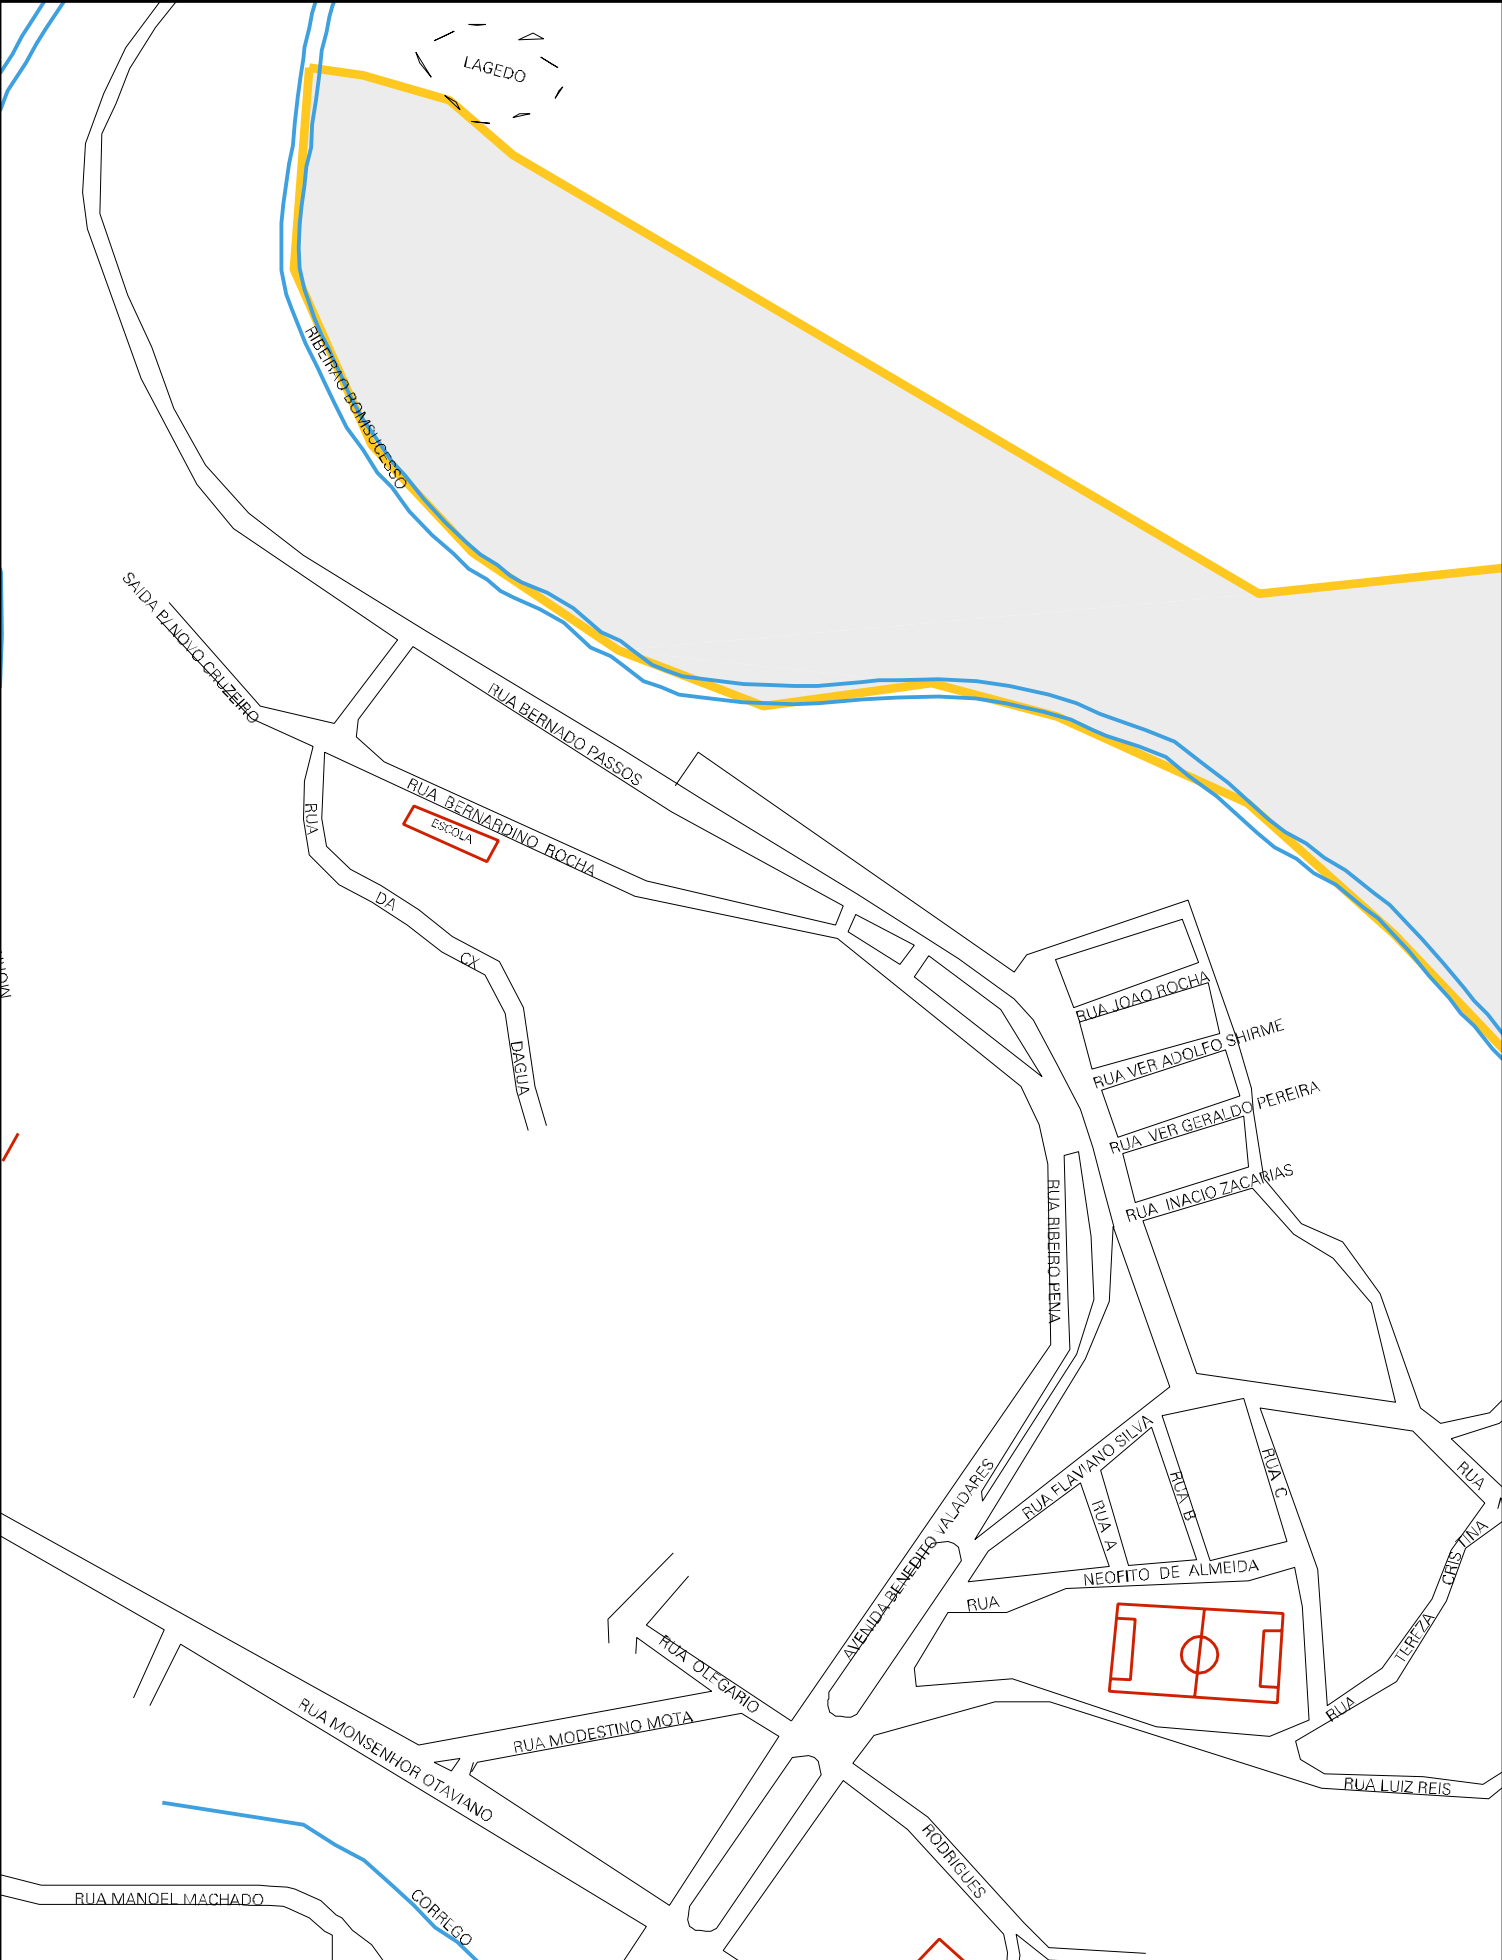 LAGEDO
RIBEIRAO BOMSUCESSO
SAIDA P/ NOVO CRUZEIRO
RUA BERNADO PASSOS
RUA BERNARDINO ROCHA
ESCOLA
RUA DA CX DAGUA
RUA JOAO ROCHA
RUA VER ADOLFO SHIRME
RUA VER GERALDO PEREIRA
RUA INACIO ZACARIAS
RUA RIBEIRO PENA
RUA FLAVIANO SILVA
RUA A
RUA B
RUA C
RUA
AVENIDA BENEDITO VALADARES
RUA NEOFITO DE ALMEIDA
RUA TEREZA CRISTINA
RUA OLEGARIO
RUA MODESTINO MOTA
RUA MONSENHOR OTAVIANO
RUA LUIZ REIS
RODRIGUES
RUA MANOEL MACHADO
CORREGO